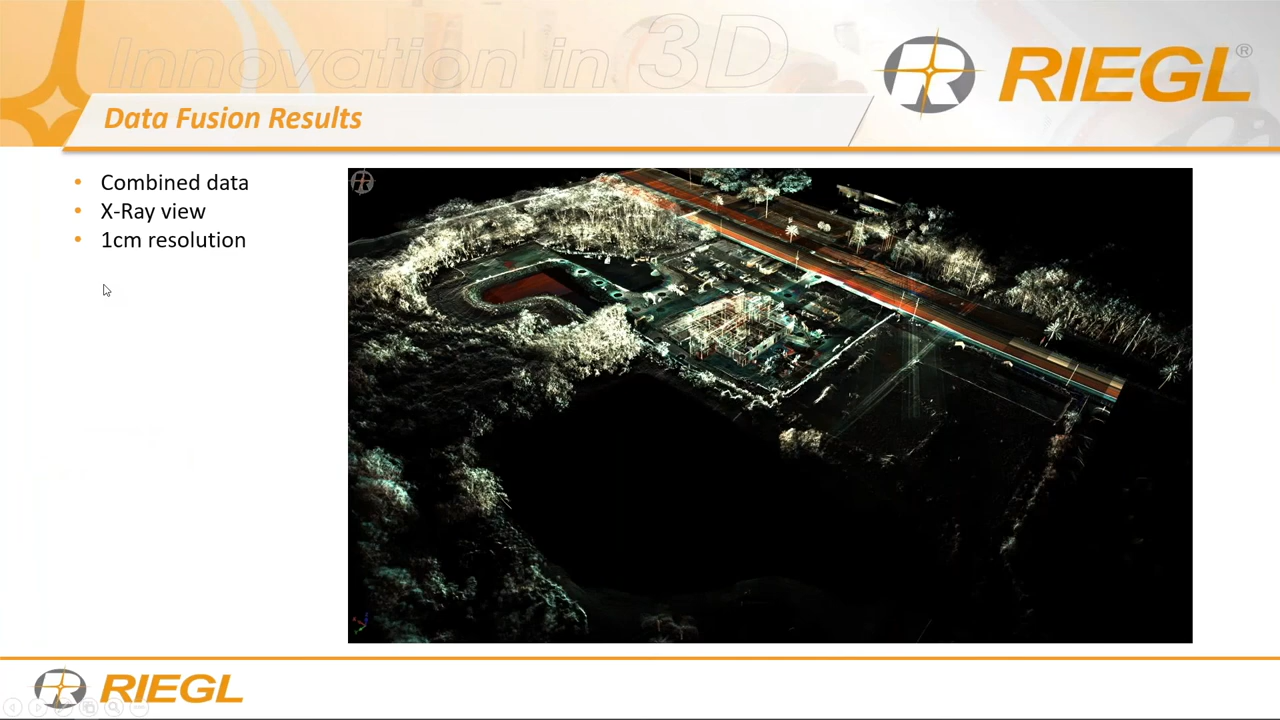 Innovation in 3D
RIEGL®
Data Fusion Results
• Combined data
• X-Ray view
• 1cm resolution
RIEGL